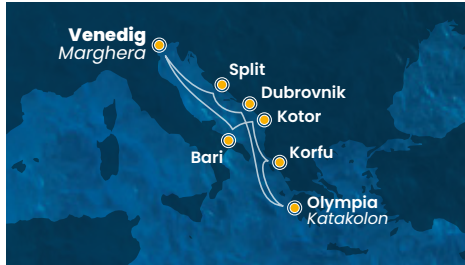 Venedig
Marghera
Split
Dubrovnik
Kotor
Bari
Korfu
Olympia
Katakolon